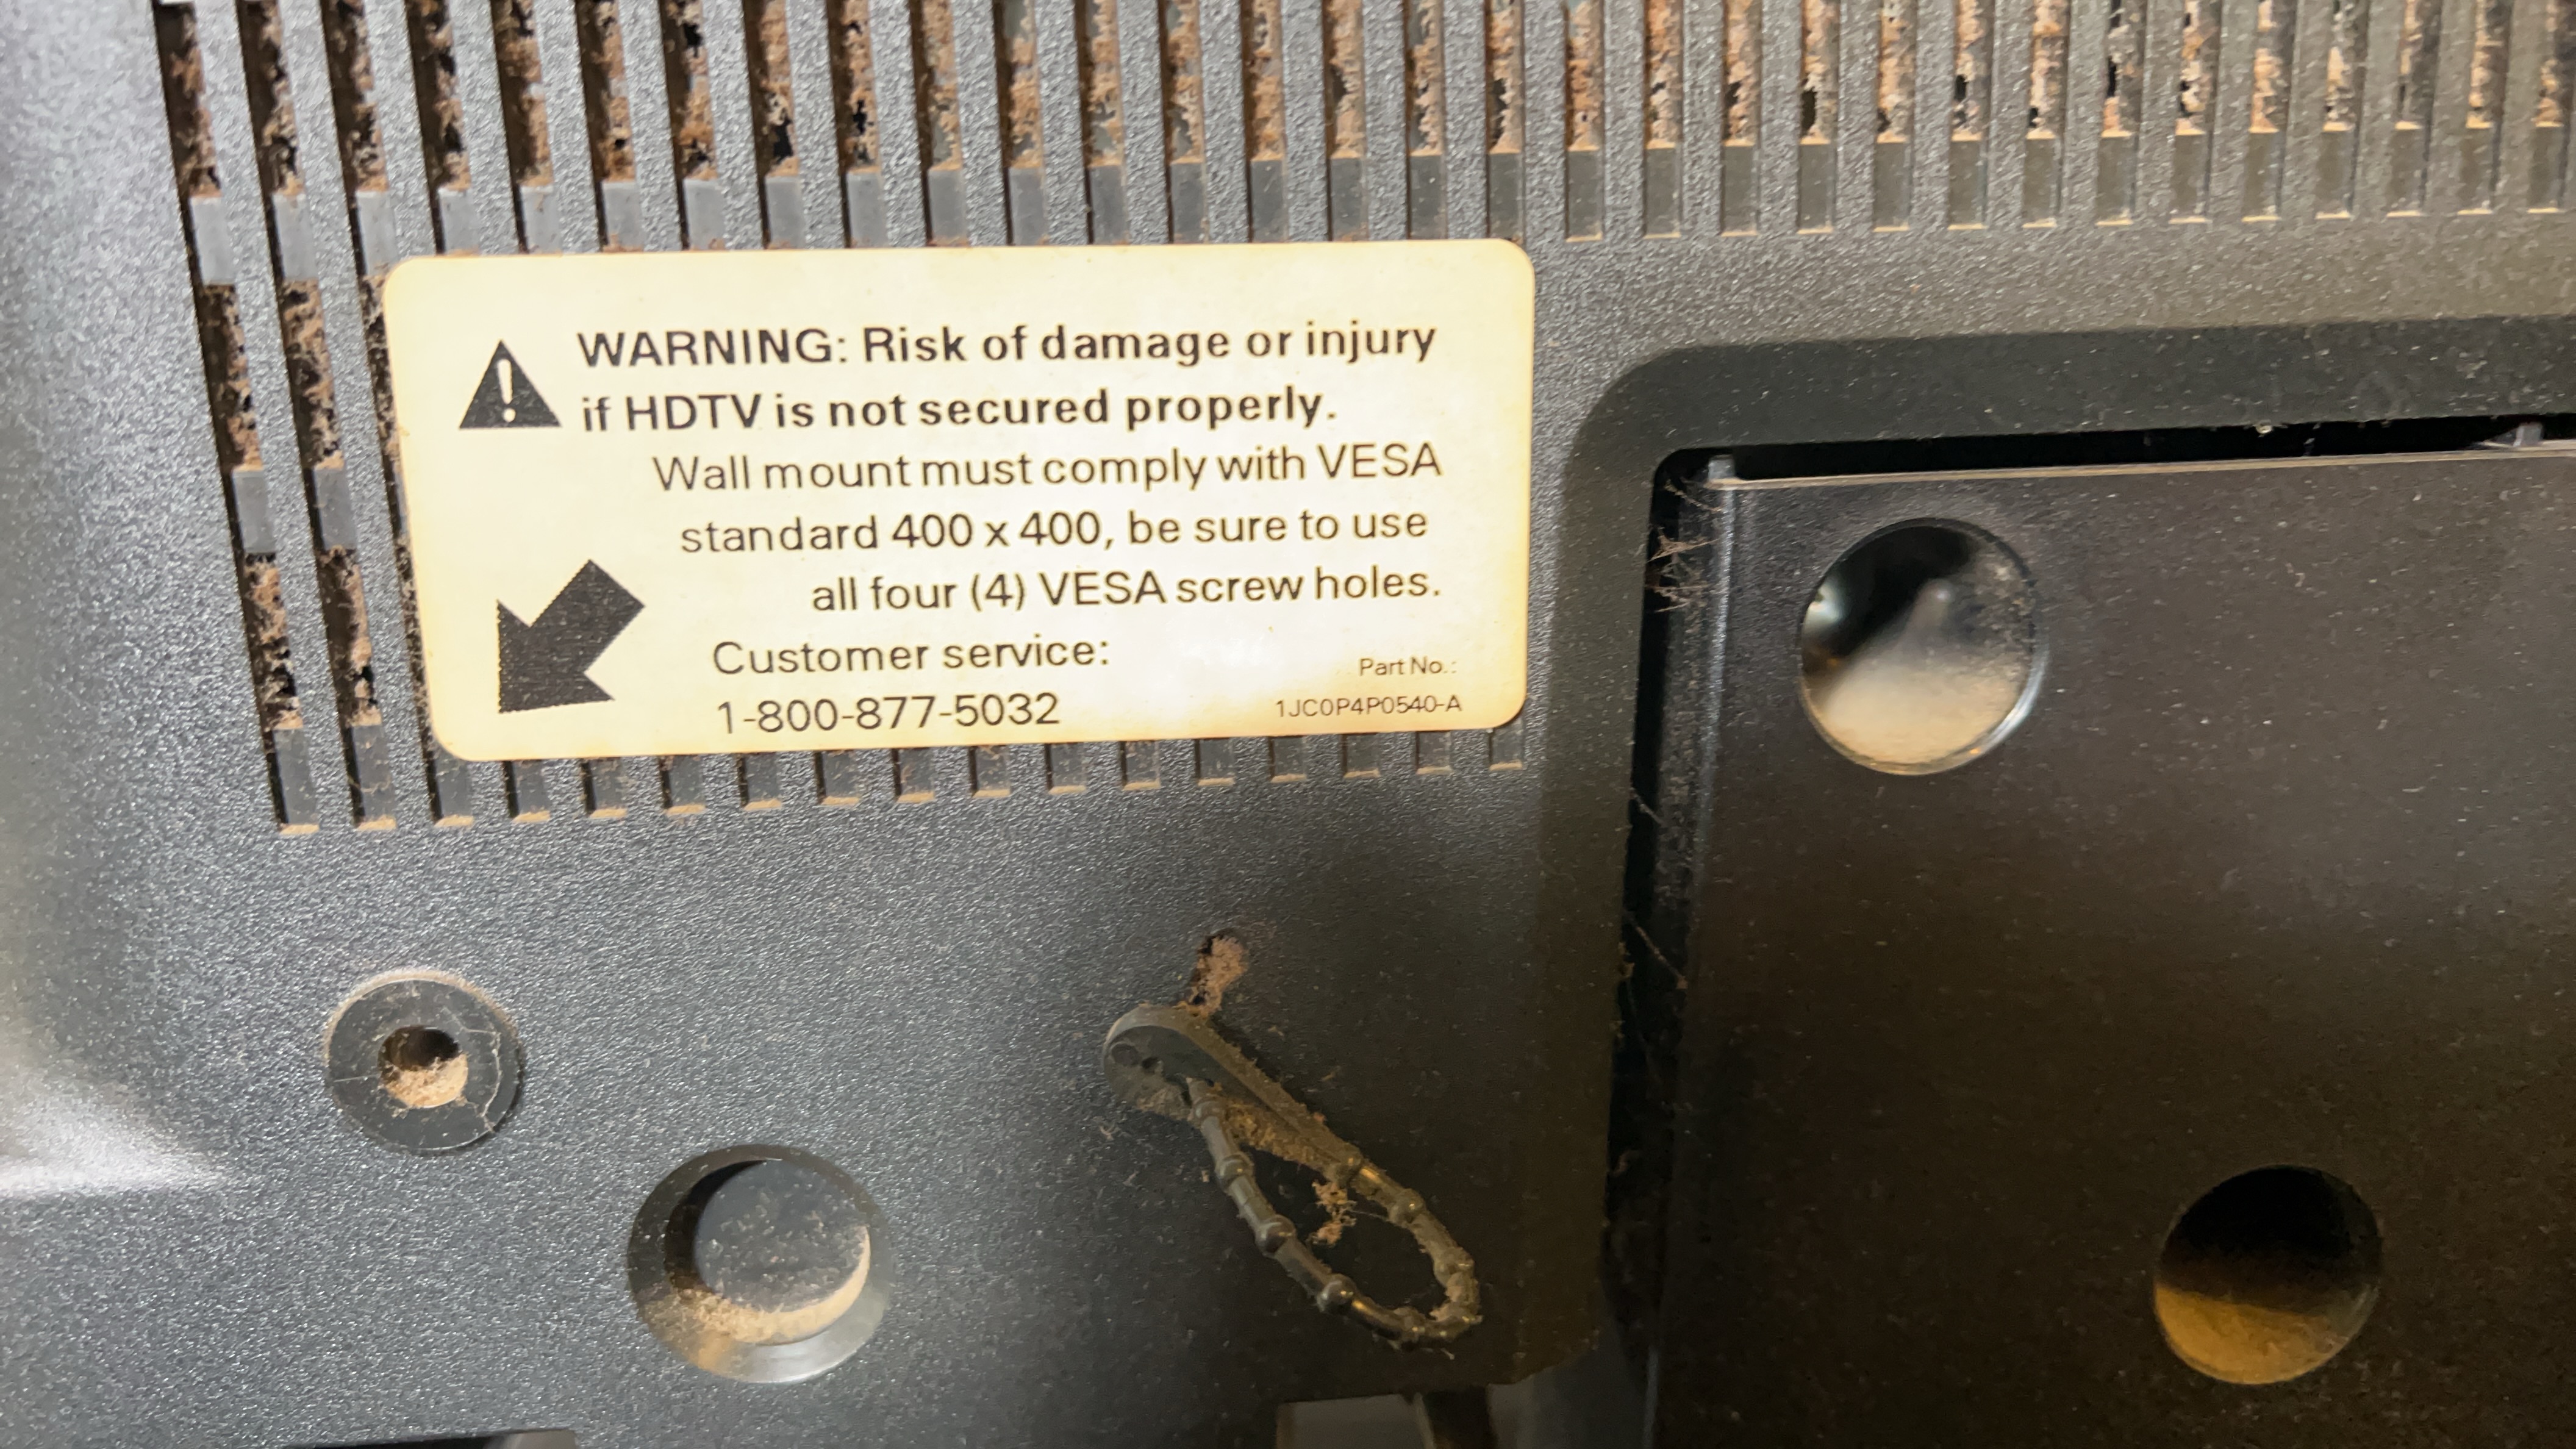 WARNING: Risk of damage or injury
if HDTV is not secured properly.
Wall mount must comply with VESA
standard 400 x 400, be sure to use
all four (4) VESA screw holes.
Customer service:
1-800-877-5032
Part No.:
1JC0P4P0540-A